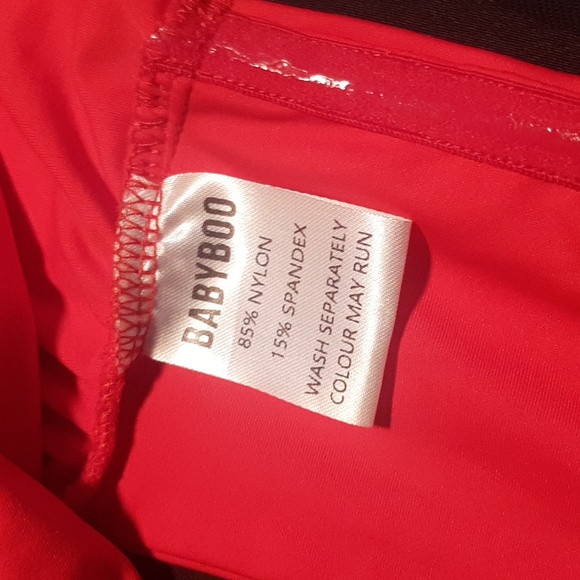 BABYBOO
85% NYLON
15% SPANDEX
WASH SEPARATELY
COLOUR MAY RUN